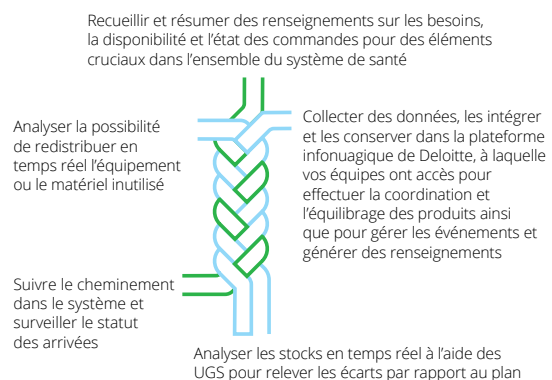 Recueillir et résumer des renseignements sur les besoins,
la disponibilité et l'état des commandes pour des éléments
cruciaux dans l'ensemble du système de santé
Analyser la possibilité
de redistribuer en
temps réel l'équipement
ou le matériel inutilisé
Collecter des données, les intégrer
et les conserver dans la plateforme
infonuagique de Deloitte, à laquelle
vos équipes ont accès pour
effectuer la coordination et
l'équilibrage des produits ainsi
que pour gérer les événements et
générer des renseignements
Suivre le cheminement
dans le système et
surveiller le statut
des arrivées
Analyser les stocks en temps réel à l'aide des
UGS pour relever les écarts par rapport au plan